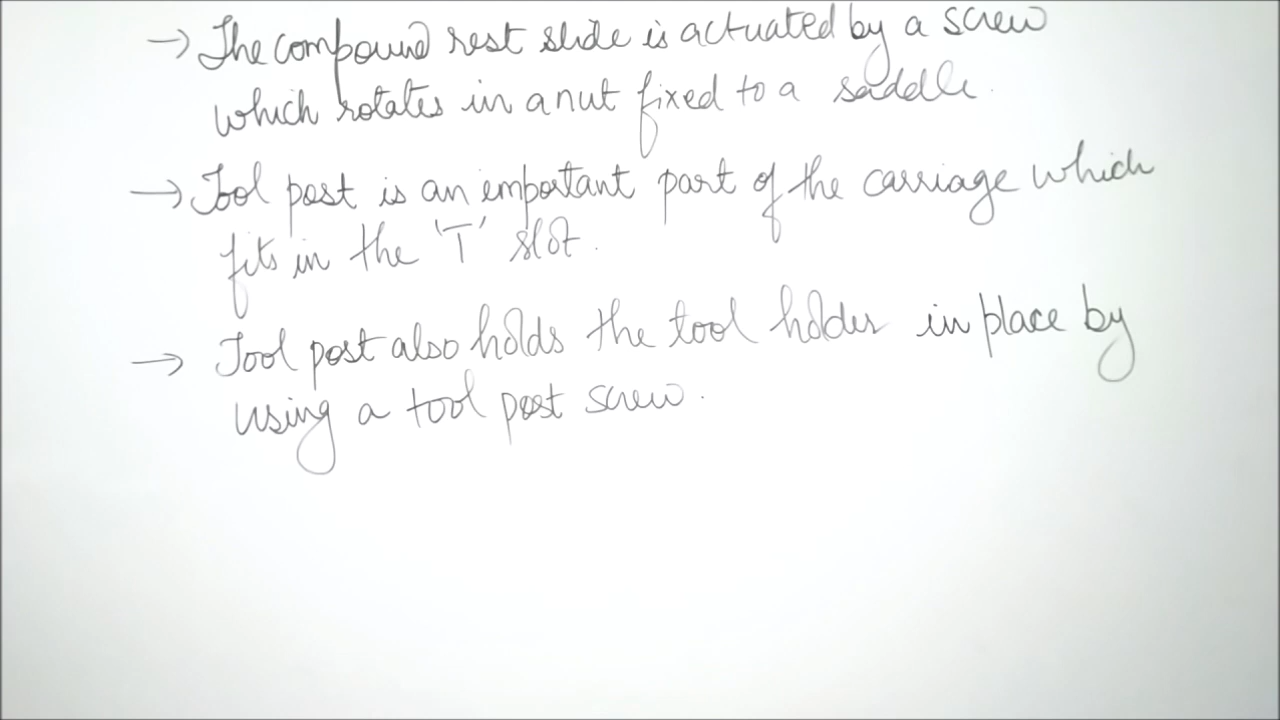 → The compound rest slide is actuated by a screw
which rotates in a nut fixed to a saddle.
→ Tool post is an important part of the carriage which
fits in the 'T' slot.
→ Tool post also holds the tool holder in place by
using a tool post screw.